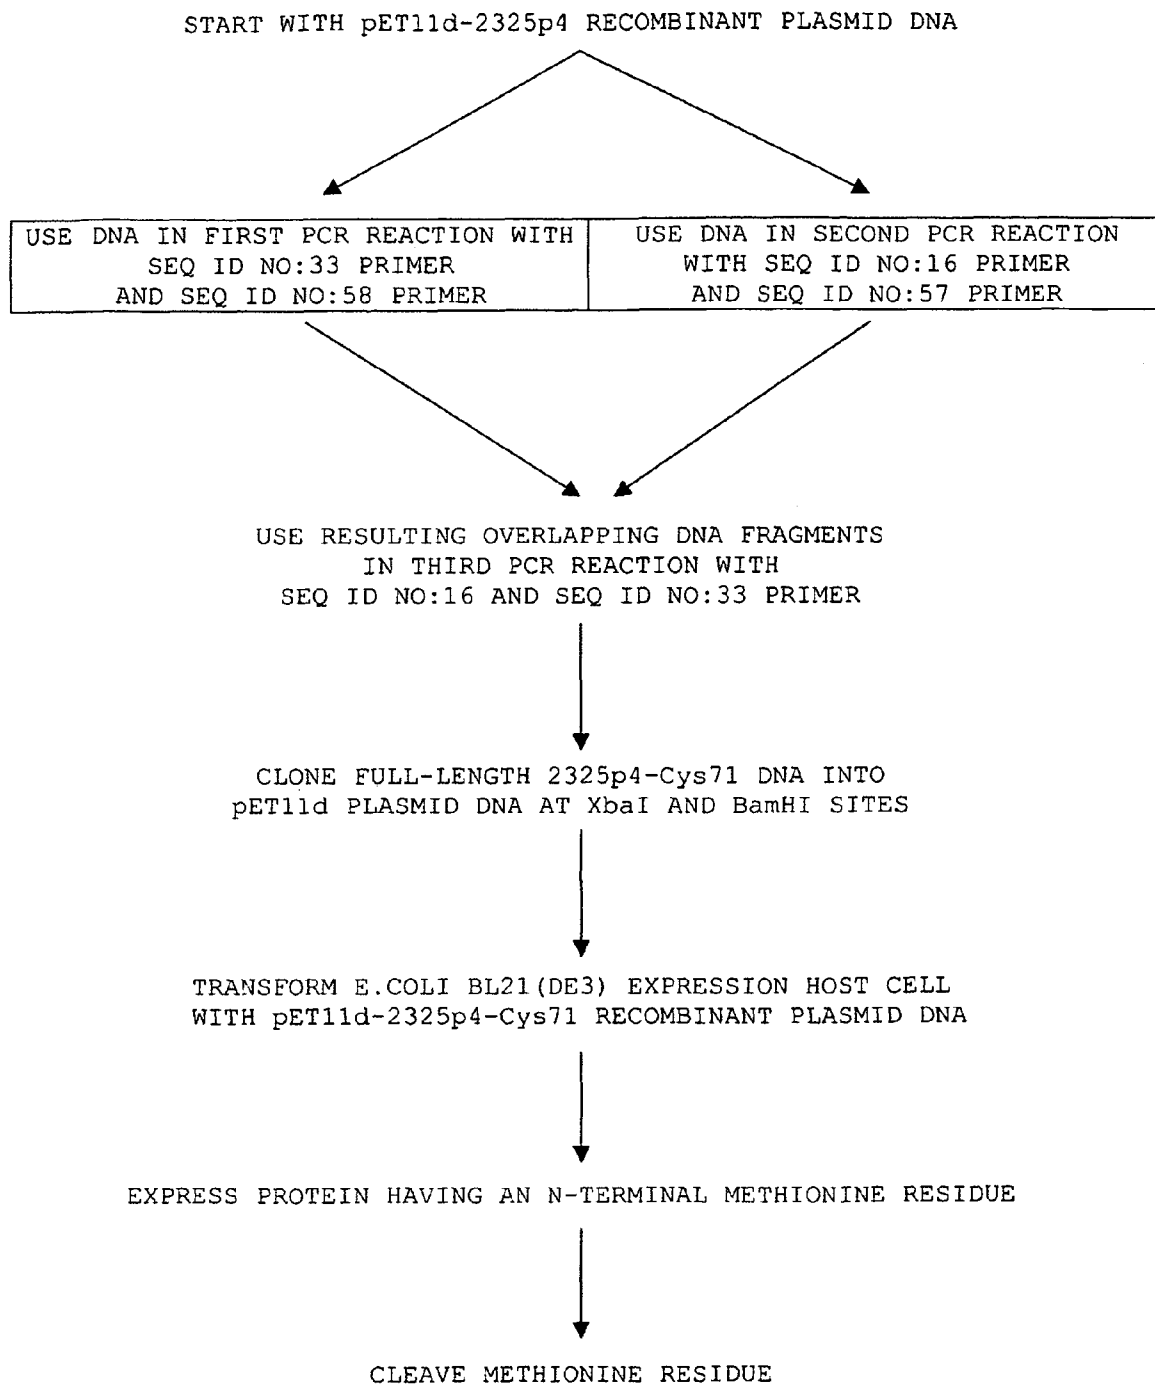 START WITH pET11d-2325p4 RECOMBINANT PLASMID DNA
USE DNA IN FIRST PCR REACTION WITH
SEQ ID NO:33 PRIMER
AND SEQ ID NO:58 PRIMER
USE DNA IN SECOND PCR REACTION
WITH SEQ ID NO:16 PRIMER
AND SEQ ID NO:57 PRIMER
USE RESULTING OVERLAPPING DNA FRAGMENTS
IN THIRD PCR REACTION WITH
SEQ ID NO:16 AND SEQ ID NO:33 PRIMER
CLONE FULL-LENGTH 2325p4-Cys71 DNA INTO
pET11d PLASMID DNA AT XbaI AND BamHI SITES
TRANSFORM E.COLI BL21(DE3) EXPRESSION HOST CELL
WITH pET11d-2325p4-Cys71 RECOMBINANT PLASMID DNA
EXPRESS PROTEIN HAVING AN N-TERMINAL METHIONINE RESIDUE
CLEAVE METHIONINE RESIDUE